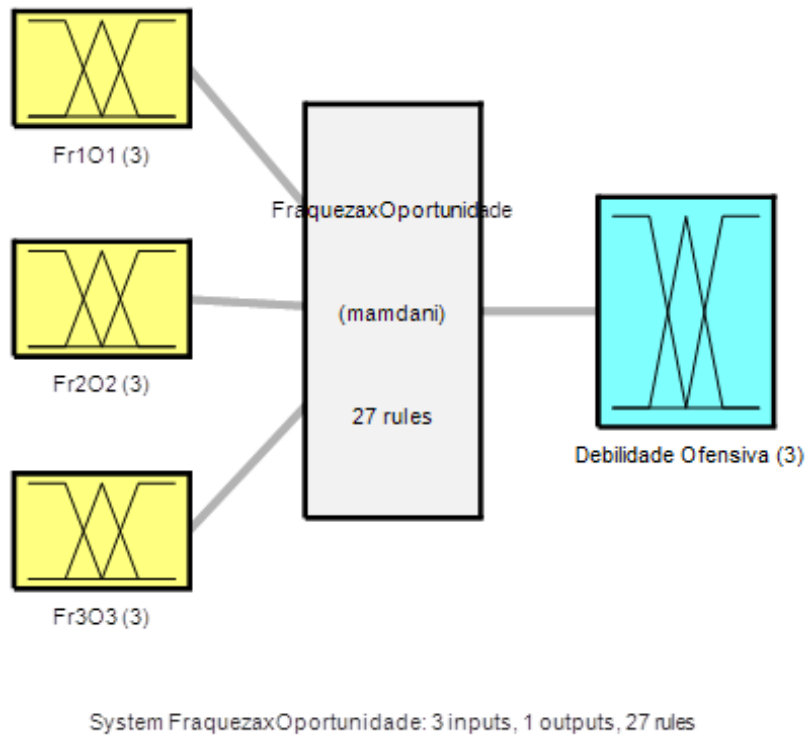 Fr1O1 (3)
FraquezaxOportunidade
(mamdani)
27 rules
Fr2O2 (3)
Fr3O3 (3)
Debilidade Ofensiva (3)
System FraquezaxOportunidade: 3 inputs, 1 outputs, 27 rules